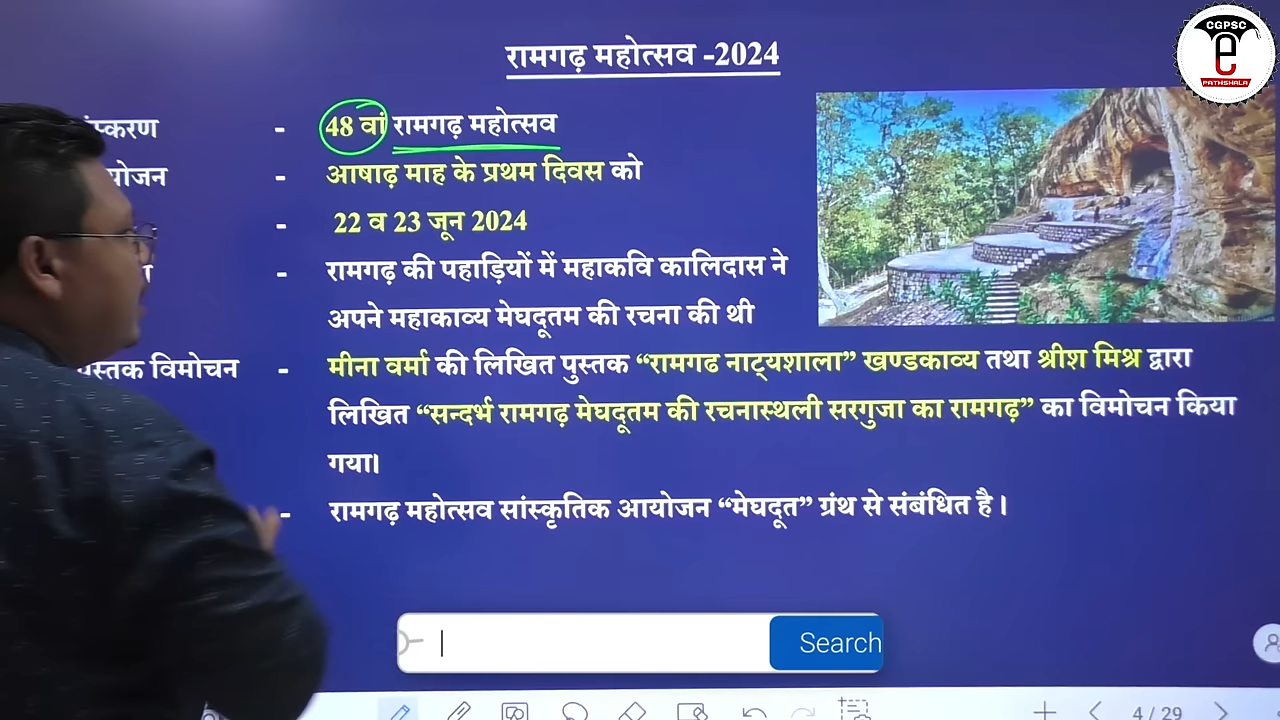 CGPSC
e
PATHSHALA
रामगढ़ महोत्सव -2024
- 48 वां रामगढ़ महोत्सव
- आषाढ़ माह के प्रथम दिवस को
- 22 व 23 जून 2024
- रामगढ़ की पहाड़ियों में महाकवि कालिदास ने
अपने महाकाव्य मेघदूतम की रचना की थी
विमोचन - मीना वर्मा की लिखित पुस्तक “रामगढ नाट्यशाला” खण्डकाव्य तथा श्रीश मिश्र द्वारा
लिखित “सन्दर्भ रामगढ़ मेघदूतम की रचनास्थली सरगुजा का रामगढ़” का विमोचन किया
गया।
- रामगढ़ महोत्सव सांस्कृतिक आयोजन “मेघदूत” ग्रंथ से संबंधित है।
Search
4 / 29